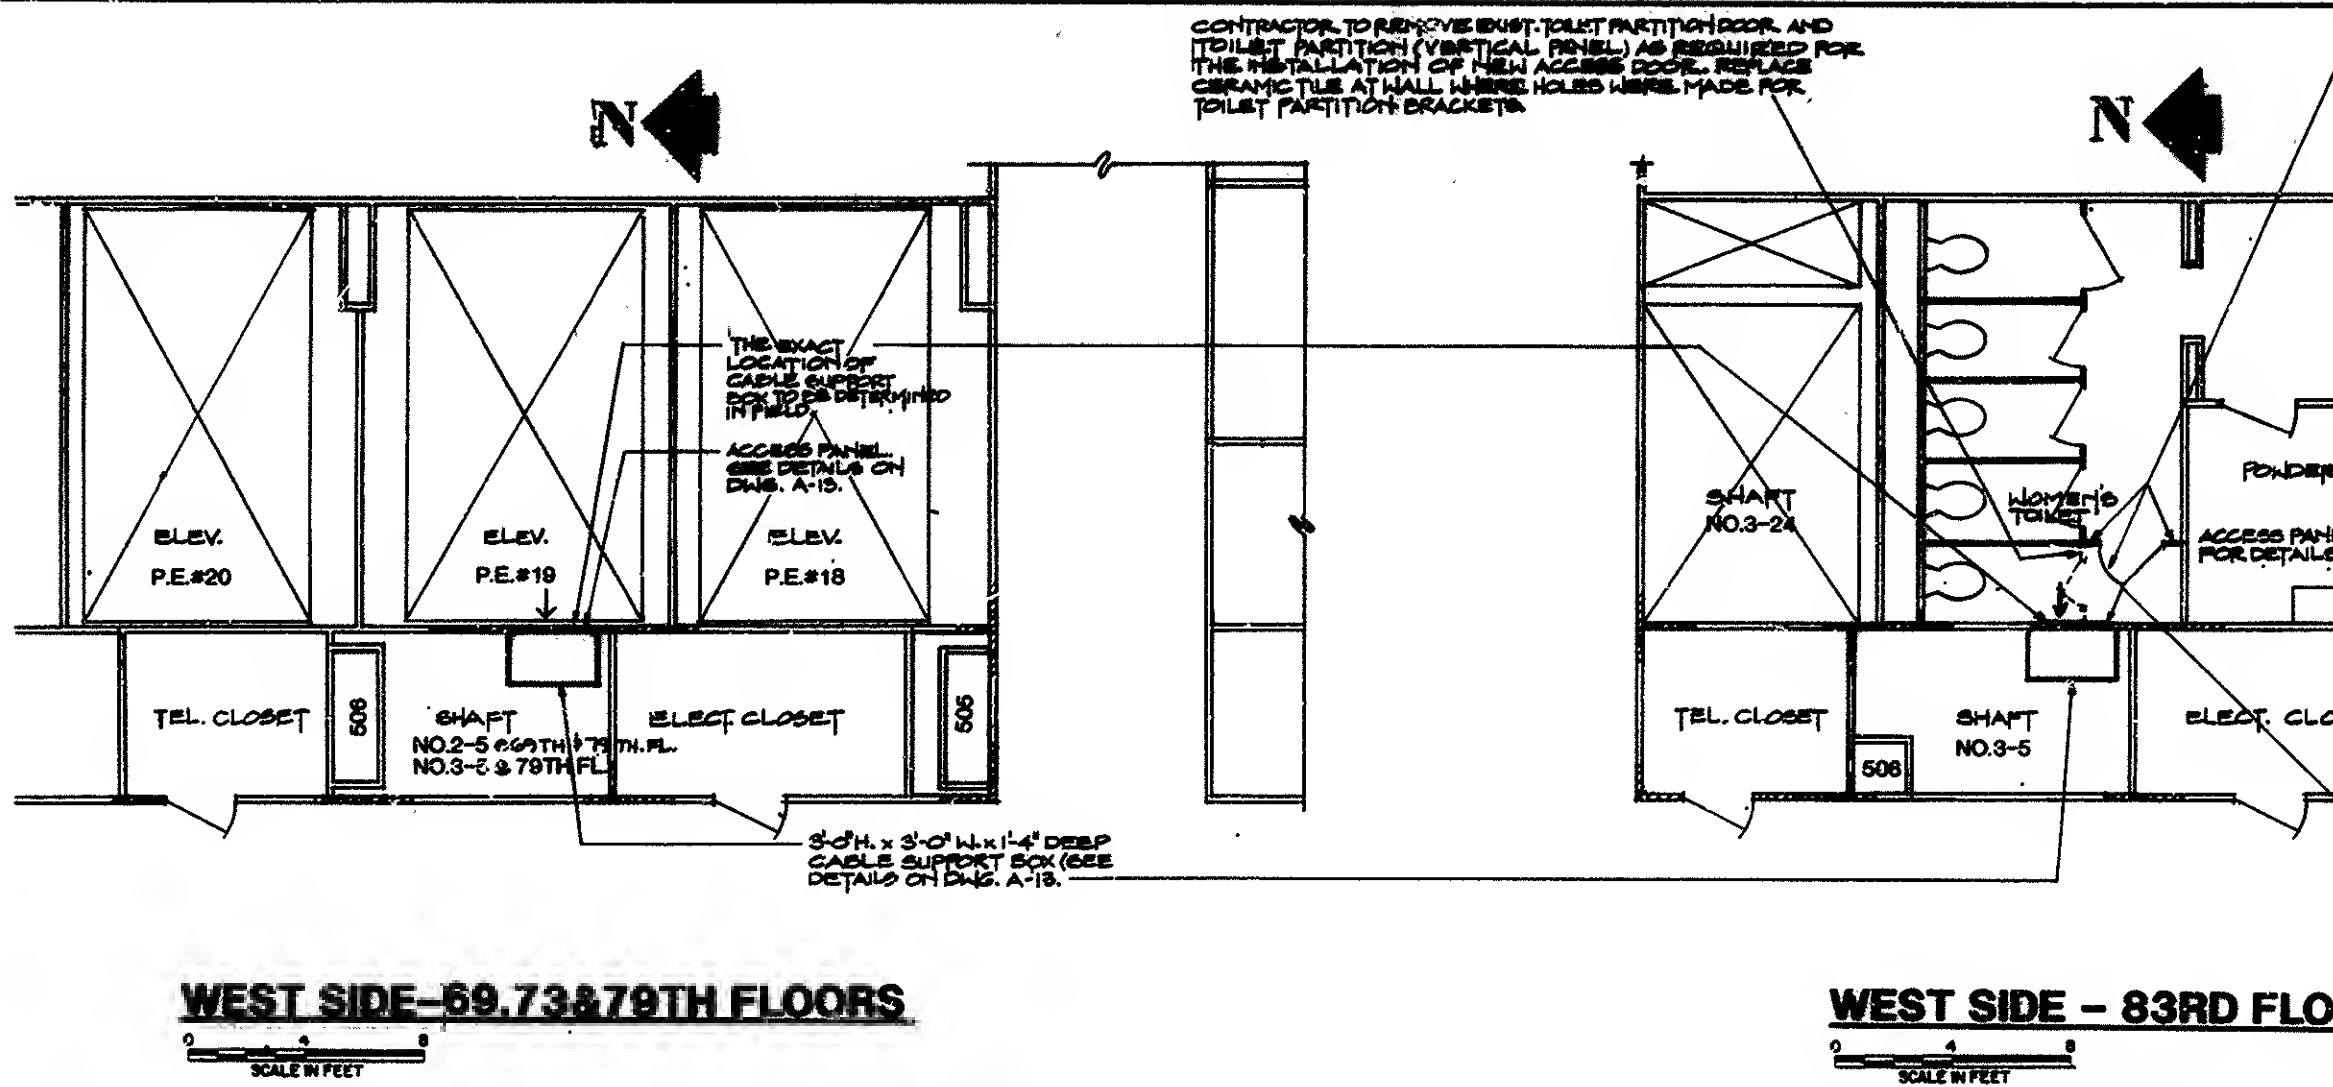 CONTRACTOR TO REMOVE EXIST. TOILET PARTITION DOOR AND
TOILET PARTITION (VERTICAL PANEL) AS REQUIRED FOR
THE INSTALLATION OF NEW ACCESS DOOR. REPLACE
CERAMIC TILE AT WALL WHERE HOLES WERE MADE FOR
TOILET PARTITION BRACKETS
N
N
THE EXACT
LOCATION OF
CABLE SUPPORT
BOX TO BE DETERMINED
IN FIELD.
ACCESS PANEL.
SEE DETAILS ON
DWG. A-13.
ELEV.
P.E.#20
ELEV.
P.E.#19
ELEV.
P.E.#18
SHAFT
NO.3-24
WOMEN'S
TOILET
POWDER
ACCESS PAN
FOR DETAILS
TEL. CLOSET
506
SHAFT
NO.2-5 @ 69TH & 73 TH. FL.
NO.3-5 @ 79TH FL.
ELECT. CLOSET
505
TEL. CLOSET
506
SHAFT
NO.3-5
ELECT. CLO
3'-0"H. x 3'-0" W. x 1'-4" DEEP
CABLE SUPPORT BOX (SEE
DETAILS ON DWG. A-13.
WEST SIDE-69.73&79TH FLOORS
0 4 8
SCALE IN FEET
WEST SIDE - 83RD FLO
0 4 8
SCALE IN FEET